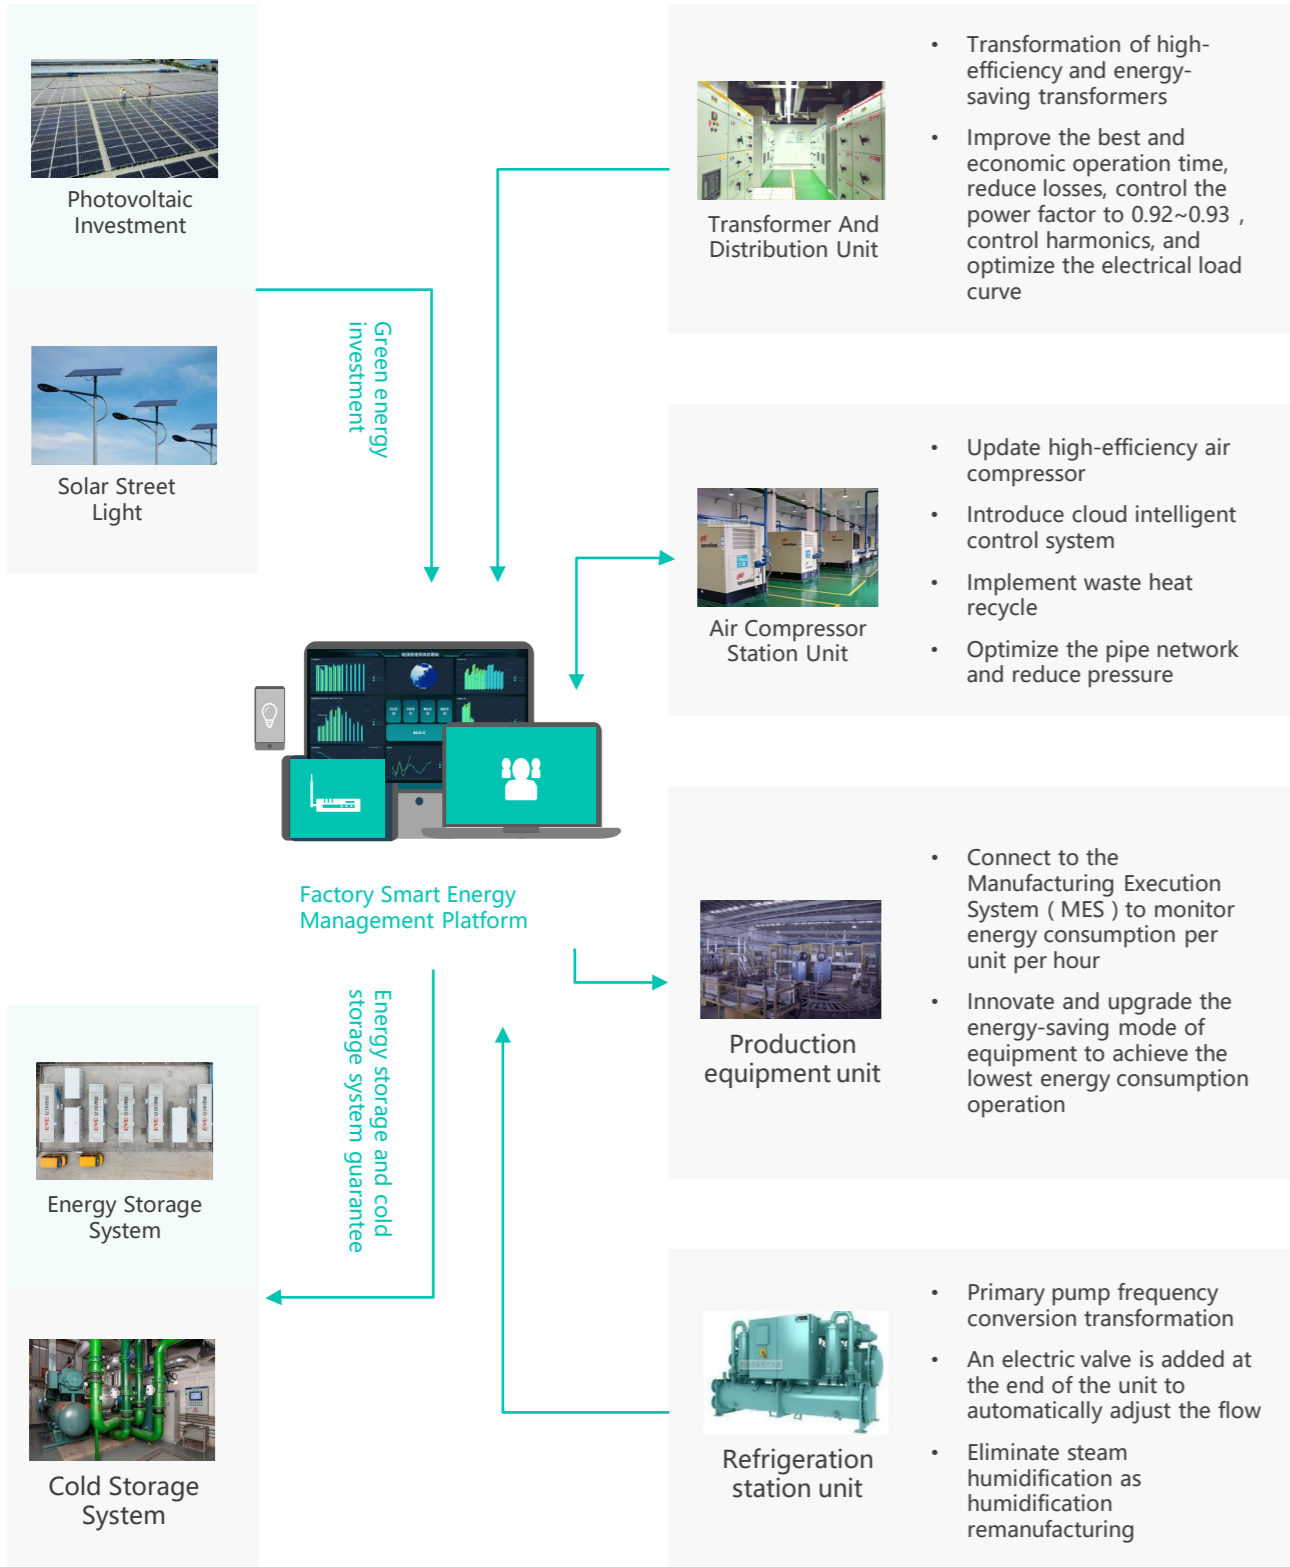 Photovoltaic
Investment
Solar Street
Light
Green energy
investment
Transformer And
Distribution Unit
• Transformation of high-
efficiency and energy-
saving transformers
• Improve the best and
economic operation time,
reduce losses, control the
power factor to 0.92~0.93 ,
control harmonics, and
optimize the electrical load
curve
Air Compressor
Station Unit
• Update high-efficiency air
compressor
• Introduce cloud intelligent
control system
• Implement waste heat
recycle
• Optimize the pipe network
and reduce pressure
Factory Smart Energy
Management Platform
Production
equipment unit
• Connect to the
Manufacturing Execution
System ( MES ) to monitor
energy consumption per
unit per hour
• Innovate and upgrade the
energy-saving mode of
equipment to achieve the
lowest energy consumption
operation
Energy storage and cold
storage system guarantee
Energy Storage
System
Cold Storage
System
Refrigeration
station unit
• Primary pump frequency
conversion transformation
• An electric valve is added at
the end of the unit to
automatically adjust the flow
• Eliminate steam
humidification as
humidification
remanufacturing